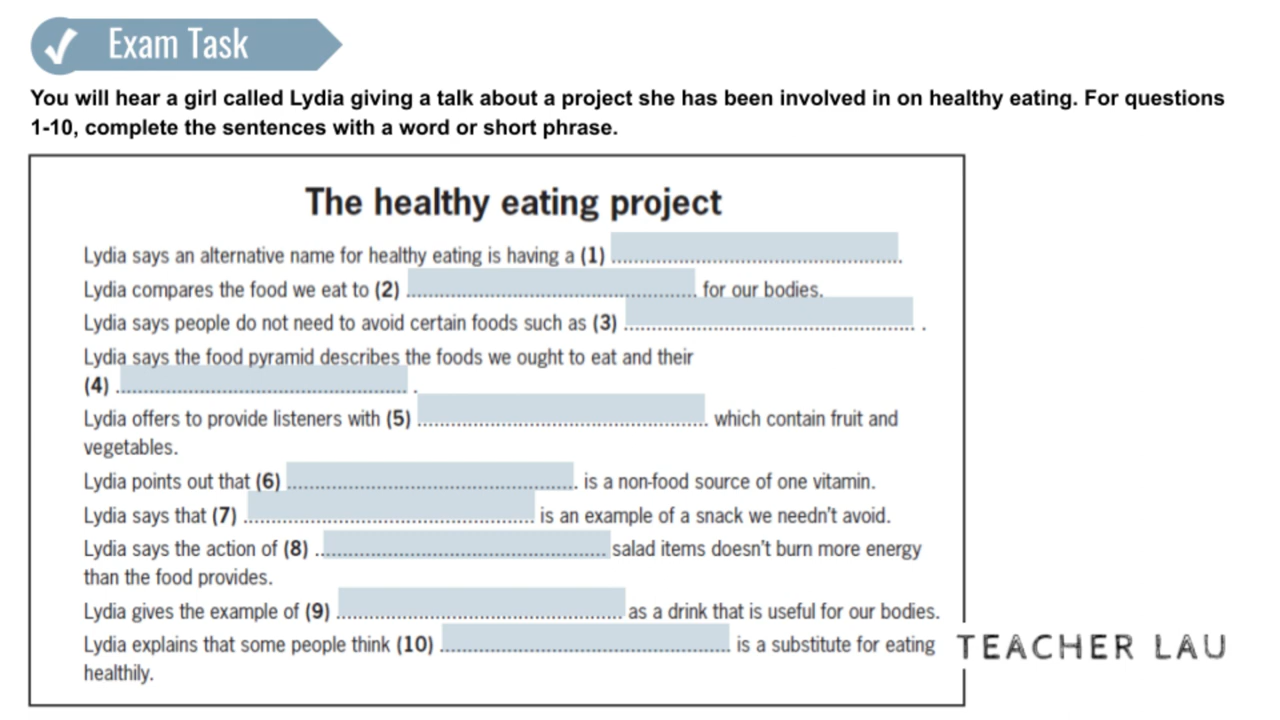 Exam Task
You will hear a girl called Lydia giving a talk about a project she has been involved in on healthy eating. For questions
1-10, complete the sentences with a word or short phrase.
The healthy eating project
Lydia says an alternative name for healthy eating is having a (1) ..............................................................
Lydia compares the food we eat to (2) .............................................................. for our bodies.
Lydia says people do not need to avoid certain foods such as (3) .............................................................. .
Lydia says the food pyramid describes the foods we ought to eat and their
(4) .............................................................. .
Lydia offers to provide listeners with (5) .............................................................. which contain fruit and
vegetables.
Lydia points out that (6) .............................................................. is a non-food source of one vitamin.
Lydia says that (7) .............................................................. is an example of a snack we needn't avoid.
Lydia says the action of (8) .............................................................. salad items doesn't burn more energy
than the food provides.
Lydia gives the example of (9) .............................................................. as a drink that is useful for our bodies.
Lydia explains that some people think (10) .............................................................. is a substitute for eating
healthily.
TEACHER LAU